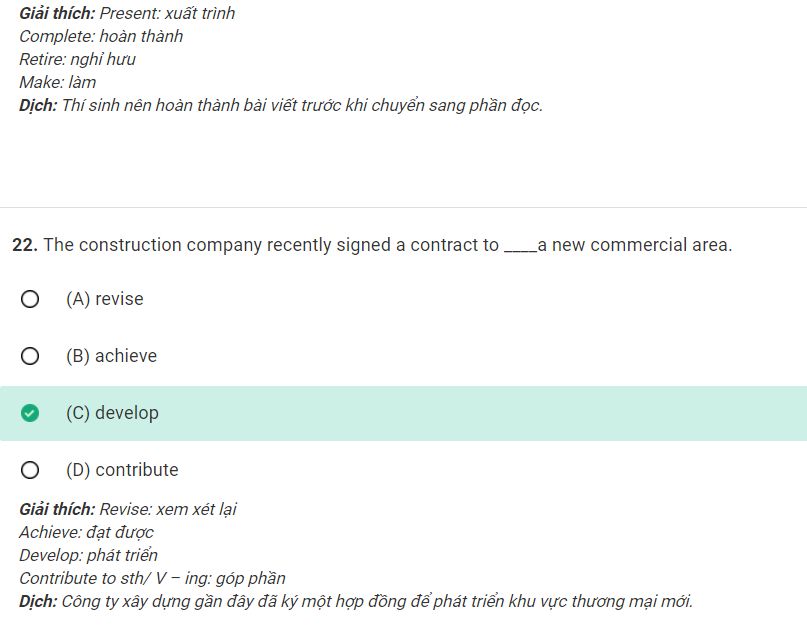 Giải thích: Present: xuất trình
Complete: hoàn thành
Retire: nghỉ hưu
Make: làm
Dịch: Thí sinh nên hoàn thành bài viết trước khi chuyển sang phần đọc.
22. The construction company recently signed a contract to ____a new commercial area.
(A) revise
(B) achieve
(C) develop
(D) contribute
Giải thích: Revise: xem xét lại
Achieve: đạt được
Develop: phát triển
Contribute to sth/ V – ing: góp phần
Dịch: Công ty xây dựng gần đây đã ký một hợp đồng để phát triển khu vực thương mại mới.